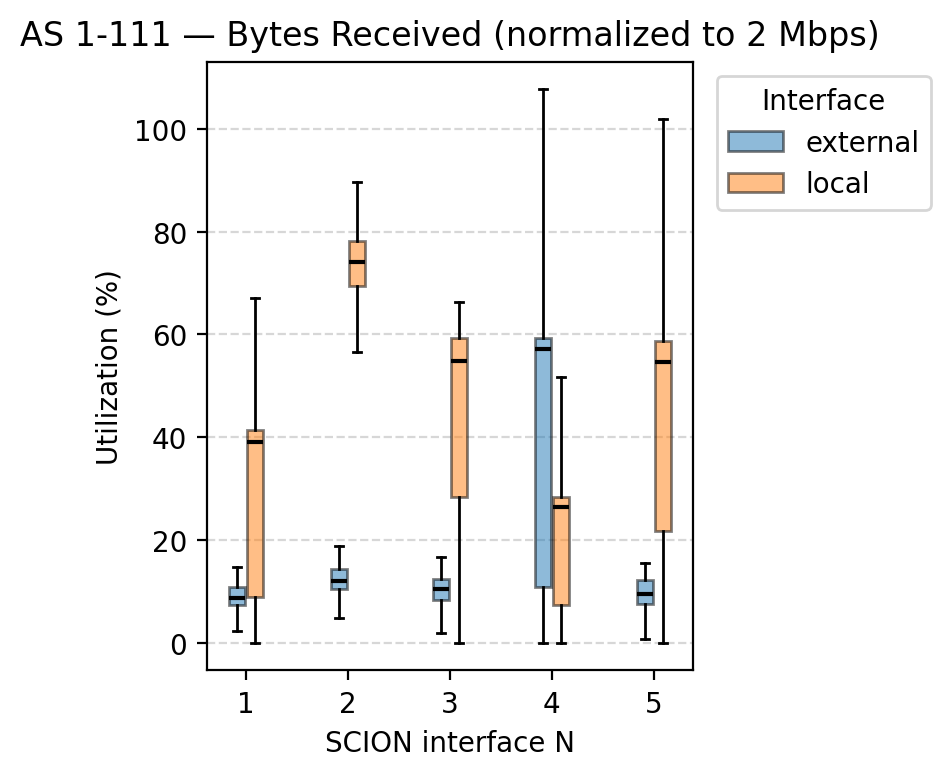 AS 1-111 — Bytes Received (normalized to 2 Mbps)
Interface
external
local
Utilization (%)
100
80
60
40
20
0
1 2 3 4 5
SCION interface N